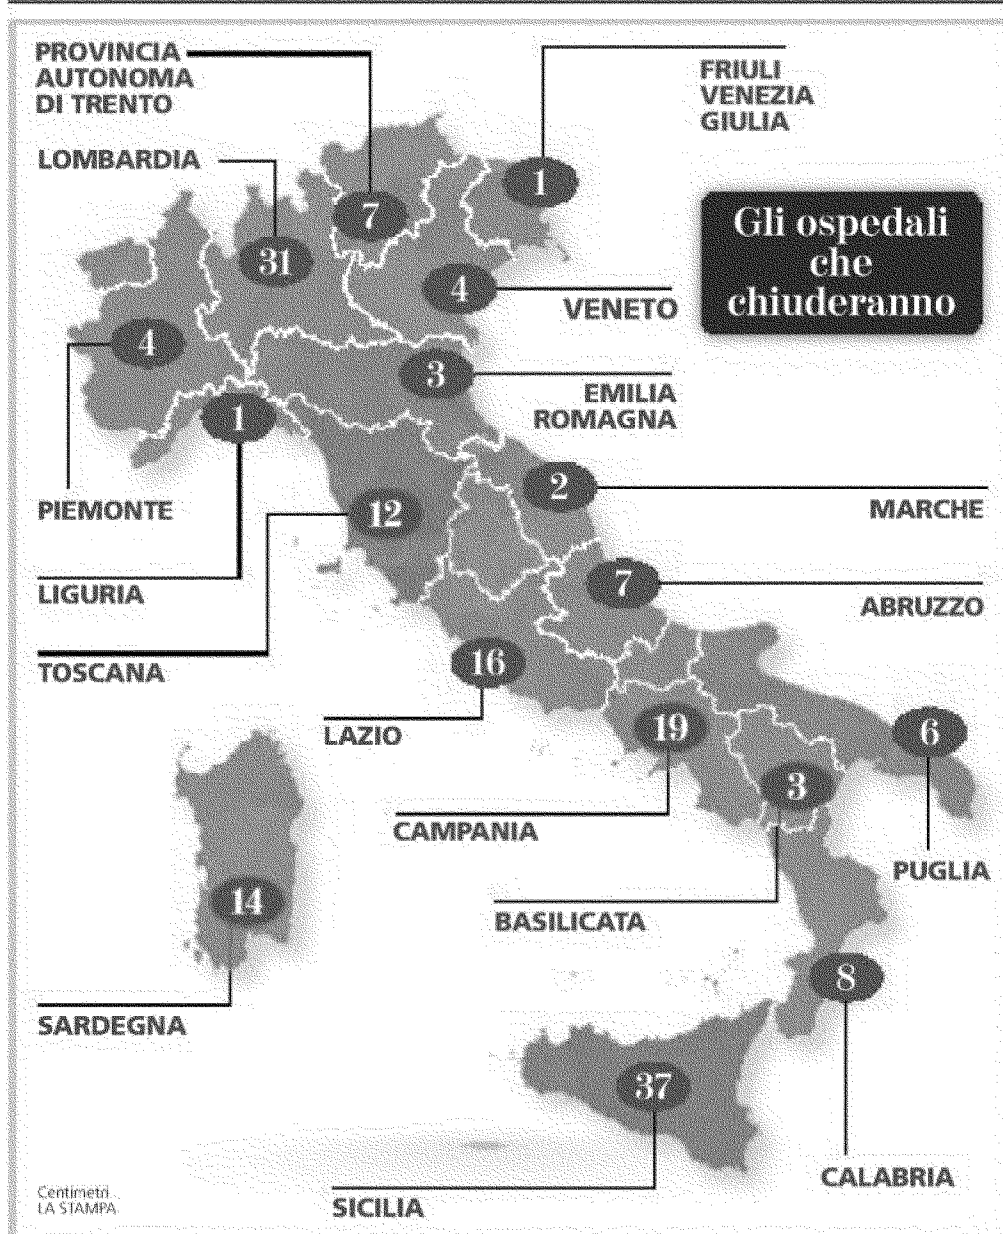 PROVINCIA
AUTONOMA
DI TRENTO
FRIULI
VENEZIA
GIULIA
LOMBARDIA
1
7
Gli ospedali
che
chiuderanno
31
4
VENETO
4
3
EMILIA
ROMAGNA
1
2
PIEMONTE
12
MARCHE
LIGURIA
7
ABRUZZO
TOSCANA
16
LAZIO
19
6
3
CAMPANIA
PUGLIA
14
BASILICATA
8
SARDEGNA
37
CALABRIA
SICILIA
Centimetri
LA STAMPA